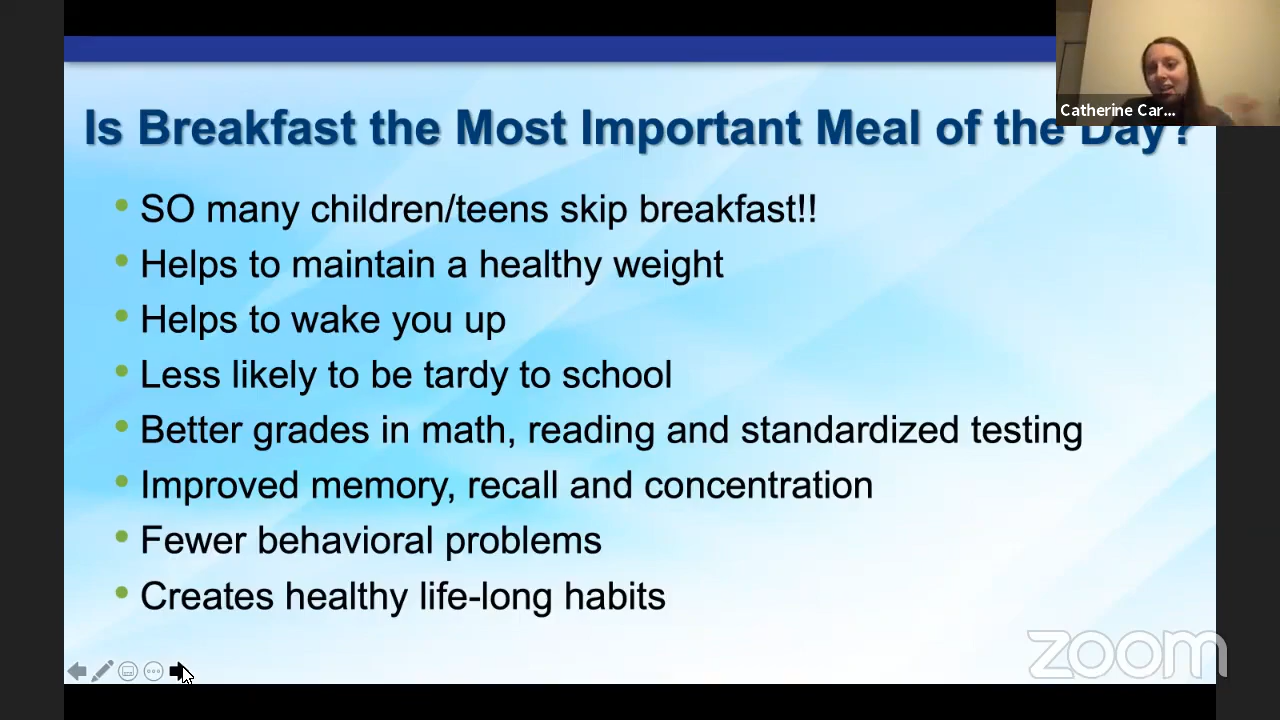 Is Breakfast the Most Important Meal of the Day?
Catherine Car...
SO many children/teens skip breakfast!!
Helps to maintain a healthy weight
Helps to wake you up
Less likely to be tardy to school
Better grades in math, reading and standardized testing
Improved memory, recall and concentration
Fewer behavioral problems
Creates healthy life-long habits
zoom